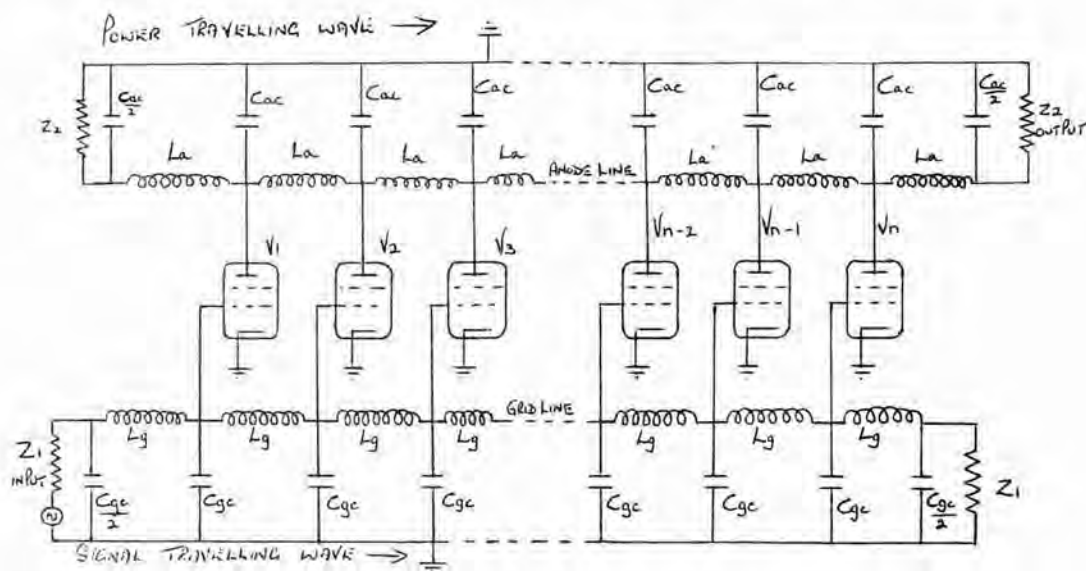 POWER TRAVELLING WAVE
Cac/2 Cac Cac Cac Cac Cac Cac Cac/2
Z2 Z2 OUTPUT
La La La La La La La
ANODE LINE
V1 V2 V3 Vn-2 Vn-1 Vn
GRID LINE
Lg Lg Lg Lg Lg Lg Lg
Z1 INPUT Z1
Cgc/2 Cgc Cgc Cgc Cgc Cgc Cgc Cgc/2
SIGNAL TRAVELLING WAVE